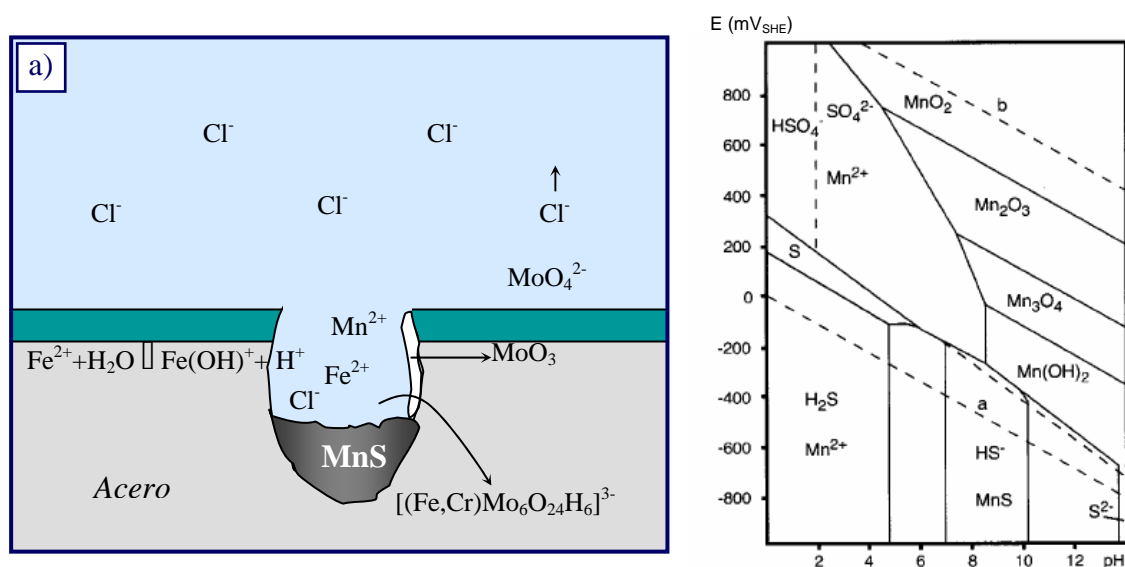 a)
Cl⁻ Cl⁻
Cl⁻ Cl⁻ Cl⁻
MoO₄²⁻
Mn²⁺
Fe²⁺+H₂O ▯ Fe(OH)⁺+ H⁺ Fe²⁺ MoO₃
Cl⁻
MnS
Acero
[(Fe,Cr)Mo₆O₂₄H₆]³⁻
E (mV_SHE)
800
600
400
200
0
-200
-400
-600
-800
MnO₂ b
HSO₄⁻ SO₄²⁻
Mn²⁺
Mn₂O₃
S
Mn₃O₄
Mn(OH)₂
H₂S a
Mn²⁺
HS⁻
MnS
S²⁻
2 4 6 8 10 12 pH